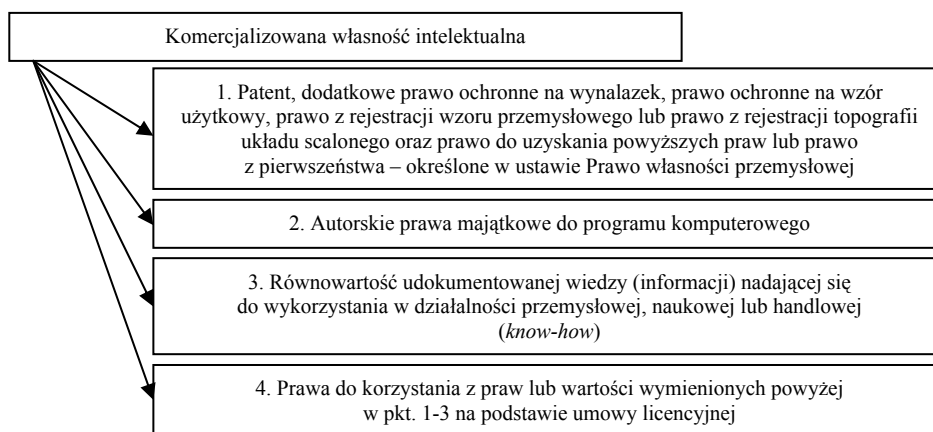 Komercjalizowana własność intelektualna
1. Patent, dodatkowe prawo ochronne na wynalazek, prawo ochronne na wzór
użytkowy, prawo z rejestracji wzoru przemysłowego lub prawo z rejestracji topografii
układu scalonego oraz prawo do uzyskania powyższych praw lub prawo
z pierwszeństwa – określone w ustawie Prawo własności przemysłowej
2. Autorskie prawa majątkowe do programu komputerowego
3. Równowartość udokumentowanej wiedzy (informacji) nadającej się
do wykorzystania w działalności przemysłowej, naukowej lub handlowej
(know-how)
4. Prawa do korzystania z praw lub wartości wymienionych powyżej
w pkt. 1-3 na podstawie umowy licencyjnej